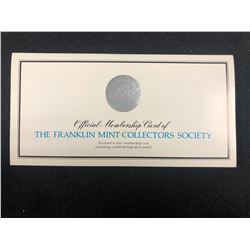 Official Membership Card of
THE FRANKLIN MINT COLLECTORS SOCIETY
Enclosed is your membership card
containing a solid sterling silver medal